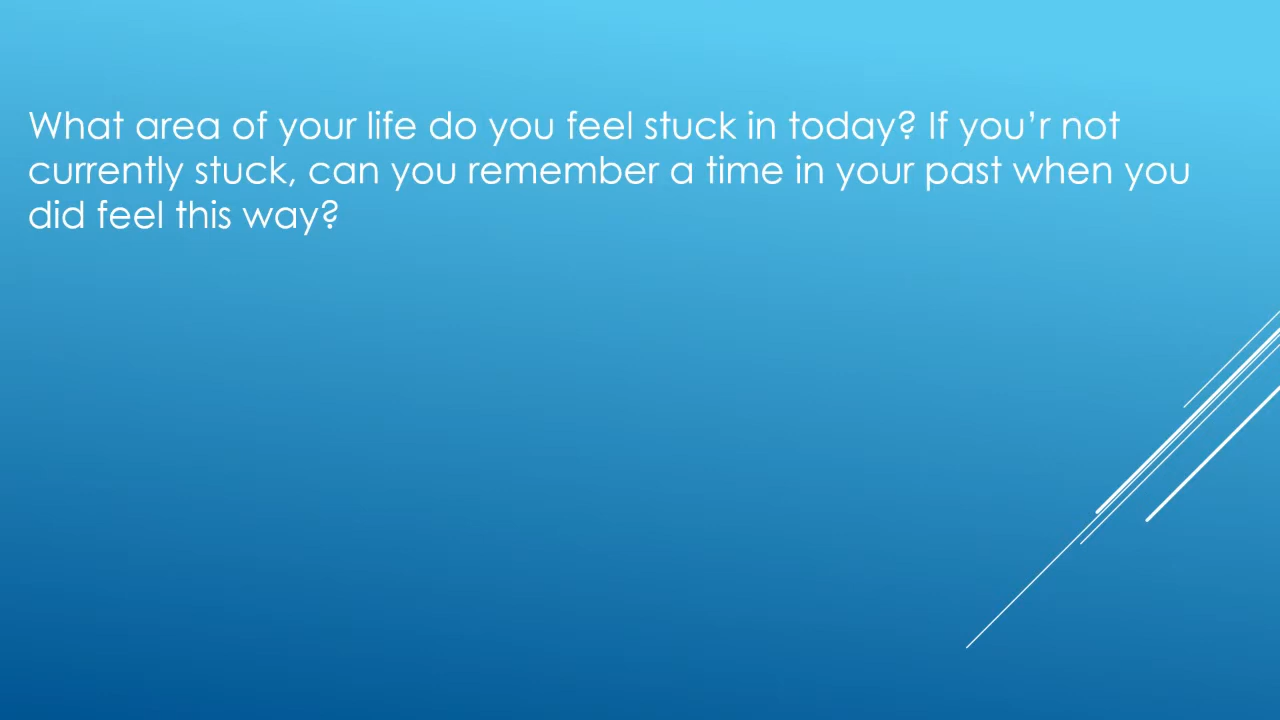 What area of your life do you feel stuck in today? If you’r not
currently stuck, can you remember a time in your past when you
did feel this way?